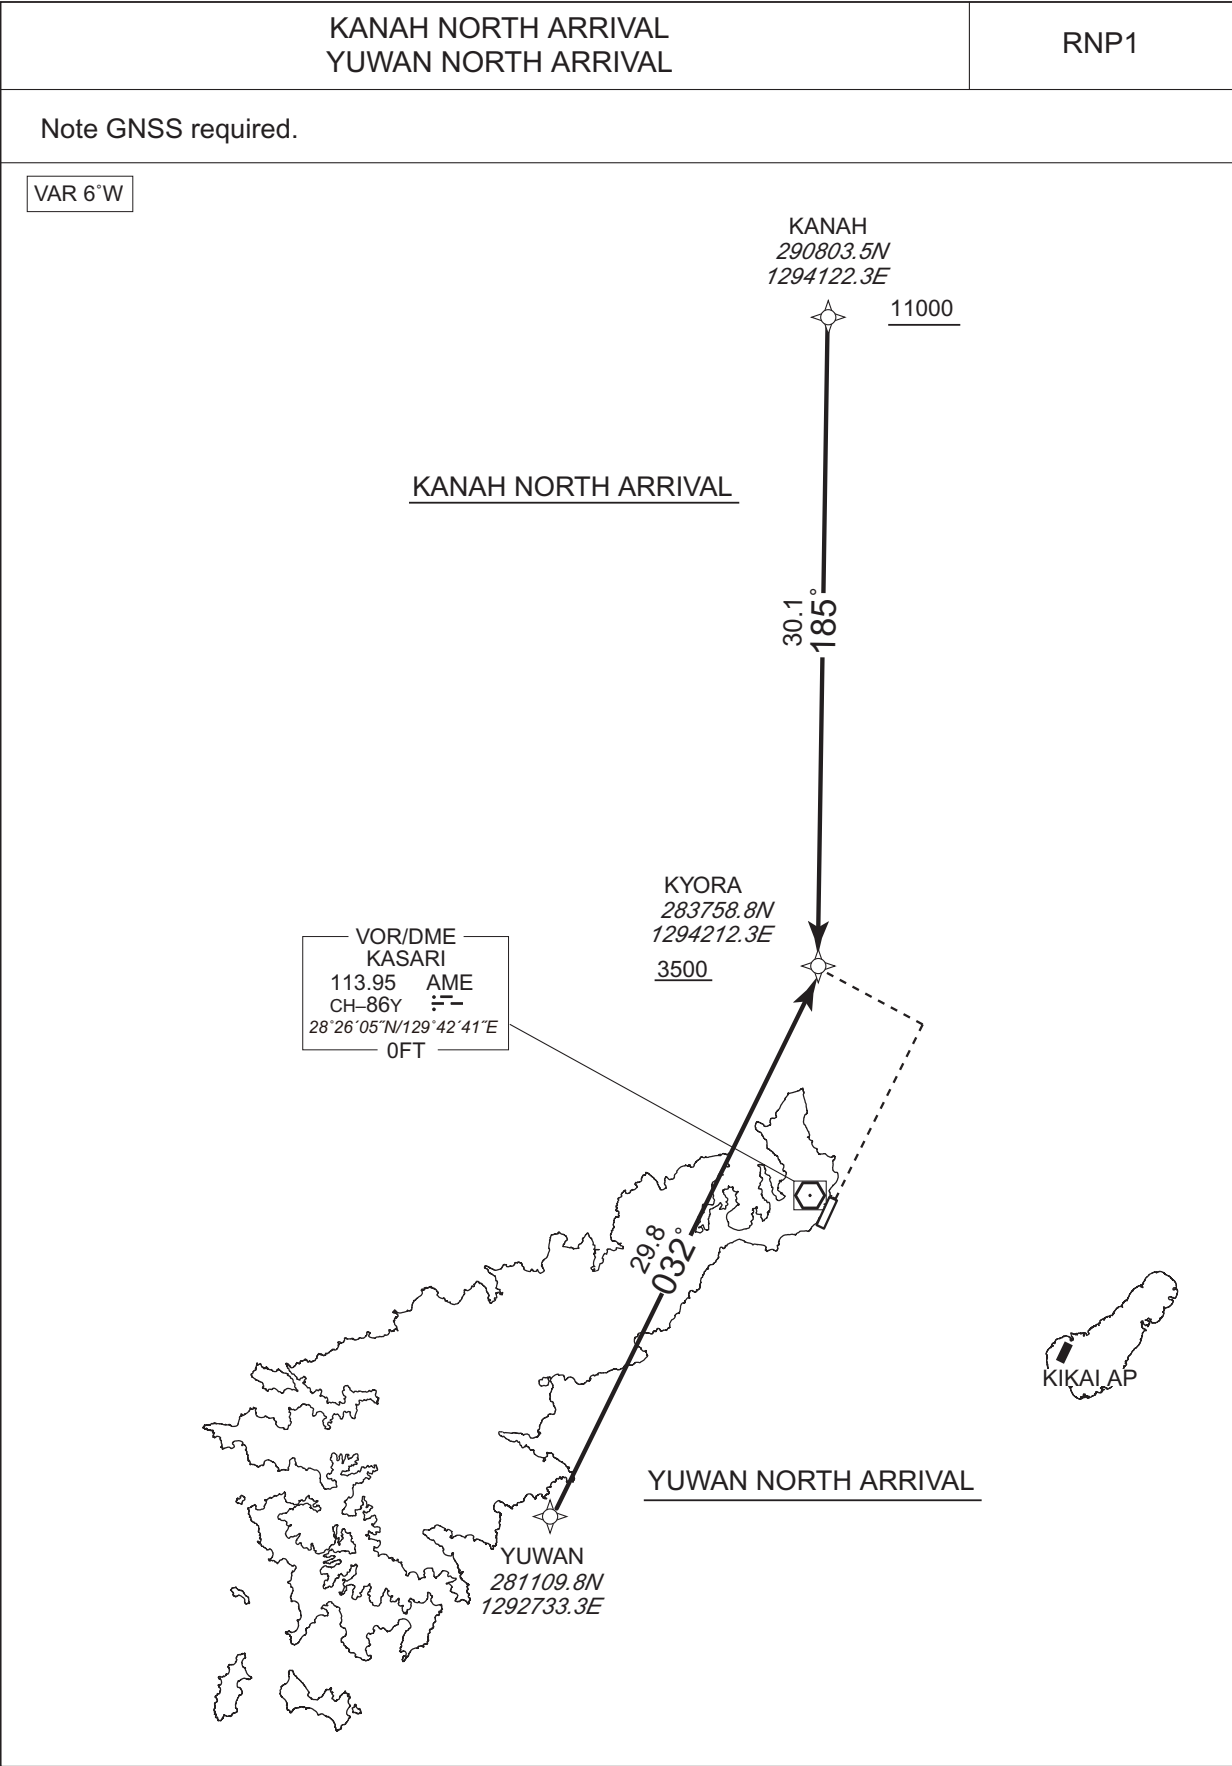 KANAH NORTH ARRIVAL
YUWAN NORTH ARRIVAL
RNP1
Note GNSS required.
VAR 6°W
KANAH
290803.5N
1294122.3E
11000
KANAH NORTH ARRIVAL
30.1
185°
KYORA
283758.8N
1294212.3E
3500
VOR/DME
KASARI
113.95 AME
CH–86Y
28°26´05˝N/129°42´41˝E
0FT
29.8
032°
KIKAI AP
YUWAN NORTH ARRIVAL
YUWAN
281109.8N
1292733.3E